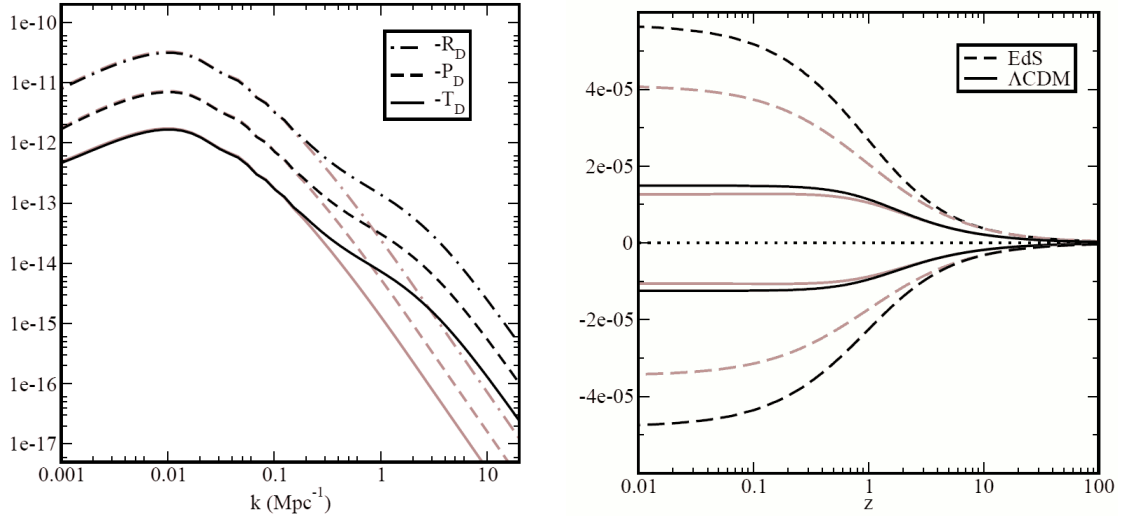 1e-10
1e-11
1e-12
1e-13
1e-14
1e-15
1e-16
1e-17
-R_D
-P_D
-T_D
0.001 0.01 0.1 1 10
k (Mpc⁻¹)
4e-05
2e-05
0
-2e-05
-4e-05
EdS
ΛCDM
0.01 0.1 1 10 100
z